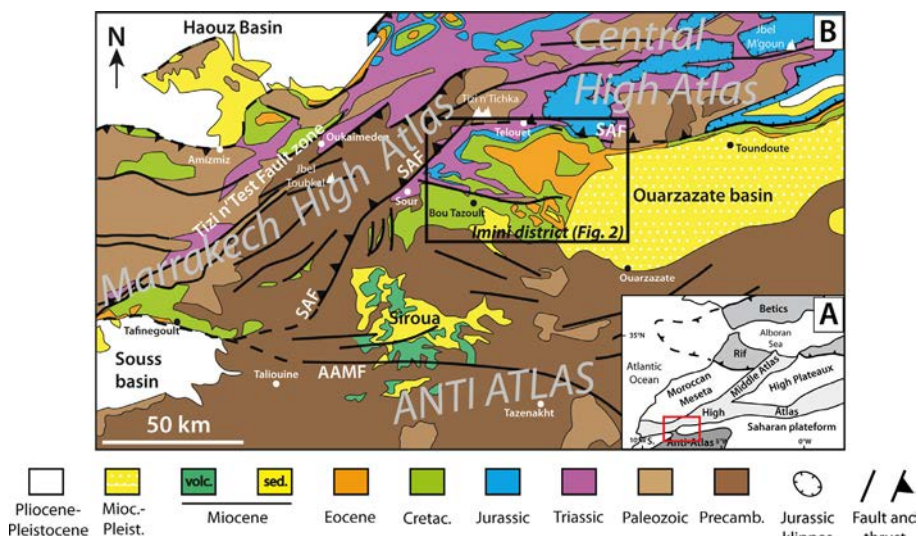 Haouz Basin
N
B
Central
High Atlas
Jbel
M'goun
Tizi n'Tichka
Telouet
SAF
Toundoute
Amizmiz
Oukaïmeden
Tizi n'Test Fault zone
Jbel
Toubkal
SAF
Marrakech High Atlas
Sour
Bou Tazoult
Ouarzazate basin
Imini district (Fig. 2)
Ouarzazate
SAF
Siroua
Tafinegoult
Souss
basin
Taliouine
AAMF
ANTI ATLAS
Tazenakht
50 km
A
Betics
35°N
Alboran
Sea
Rif
Atlantic
Ocean
Moroccan
Meseta
Middle Atlas
High Plateaux
High
Atlas
Saharan plateform
S.
Anti-Atlas
0°W
Pliocene-
Pleistocene
Mioc.-
Pleist.
volc.
sed.
Miocene
Eocene
Cretac.
Jurassic
Triassic
Paleozoic
Precamb.
Jurassic
Fault and